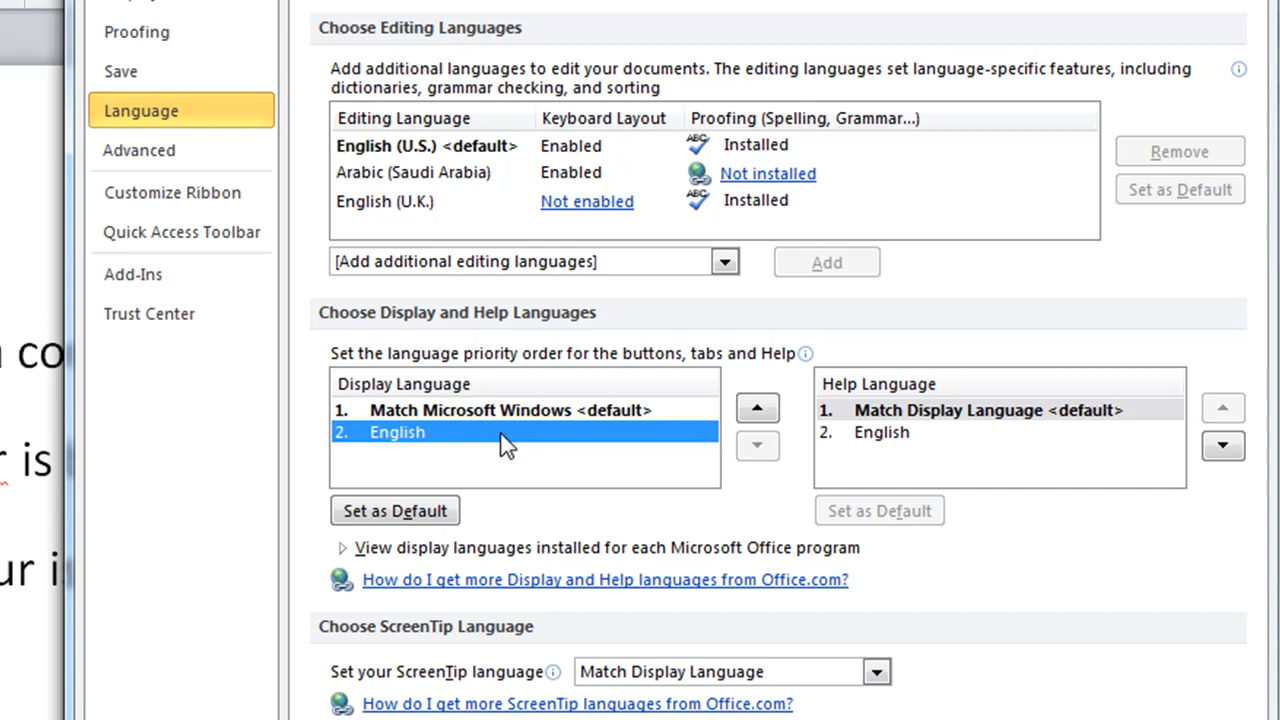 Choose Editing Languages
Proofing
Add additional languages to edit your documents. The editing languages set language-specific features, including
dictionaries, grammar checking, and sorting
Save
Language
Editing Language Keyboard Layout Proofing (Spelling, Grammar...)
English (U.S.) <default> Enabled Installed
Advanced
Remove
Arabic (Saudi Arabia) Enabled Not installed
Customize Ribbon
Set as Default
English (U.K.) Not enabled Installed
Quick Access Toolbar
[Add additional editing languages] Add
Add-Ins
Trust Center
Choose Display and Help Languages
Set the language priority order for the buttons, tabs and Help
Display Language Help Language
1. Match Microsoft Windows <default> 1. Match Display Language <default>
2. English 2. English
Set as Default Set as Default
View display languages installed for each Microsoft Office program
How do I get more Display and Help languages from Office.com?
Choose ScreenTip Language
Set your ScreenTip language Match Display Language
How do I get more ScreenTip languages from Office.com?
co
r is
ur i